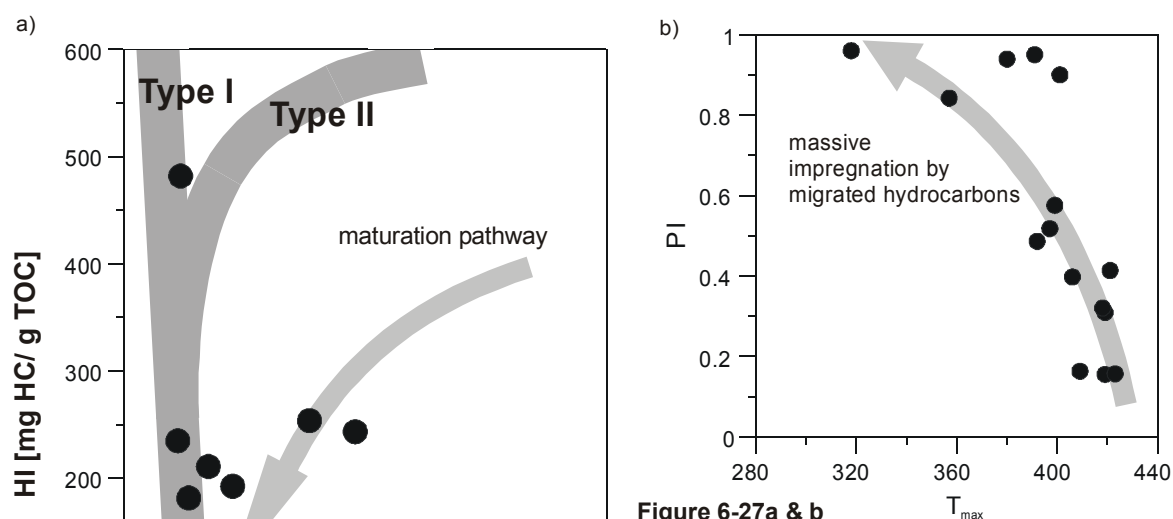 a)
600
500
400
300
200
HI [mg HC/ g TOC]
Type I
Type II
maturation pathway
b)
1
0.8
0.6
0.4
0.2
0
PI
massive
impregnation by
migrated hydrocarbons
280
320
360
400
440
Tmax
Figure 6-27a & b